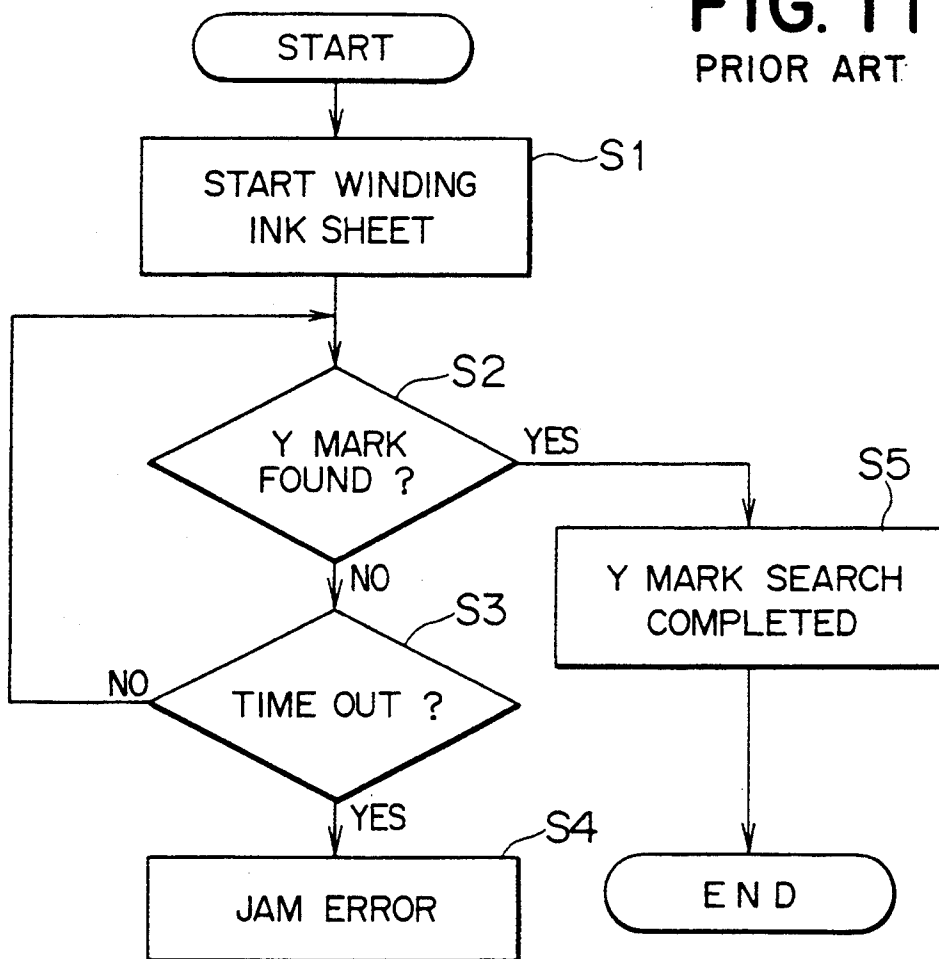 FIG. 11
PRIOR ART
START
S1
START WINDING
INK SHEET
S2
Y MARK
FOUND ?
YES
NO
S5
Y MARK SEARCH
COMPLETED
S3
TIME OUT ?
NO
YES
S4
JAM ERROR
END